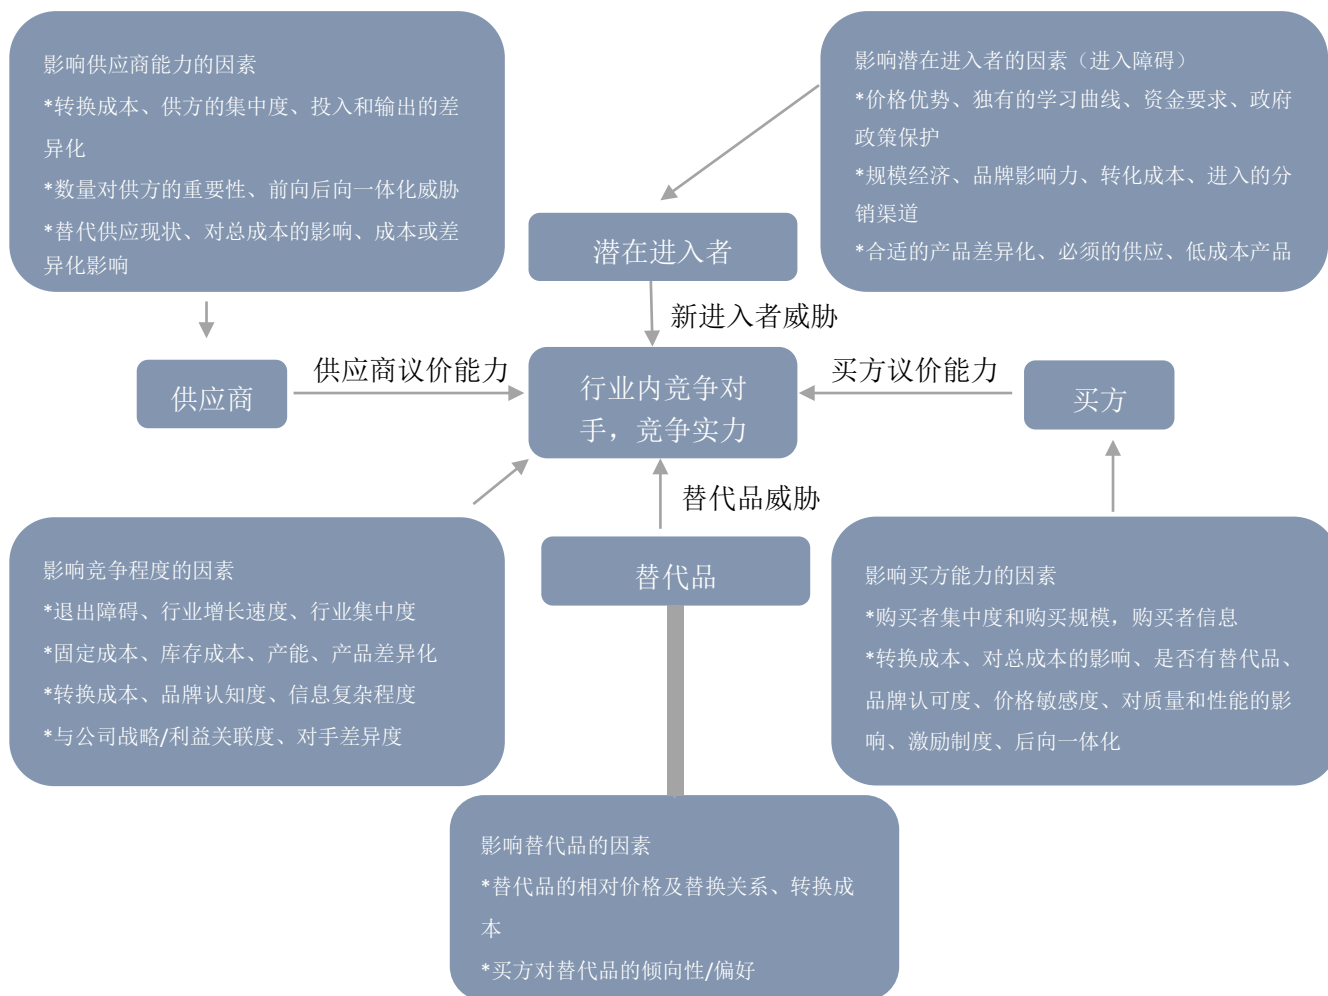 影响供应商能力的因素
*转换成本、供方的集中度、投入和输出的差
异化
*数量对供方的重要性、前向后向一体化威胁
*替代供应现状、对总成本的影响、成本或差
异化影响
影响潜在进入者的因素（进入障碍）
*价格优势、独有的学习曲线、资金要求、政府
政策保护
*规模经济、品牌影响力、转化成本、进入的分
销渠道
*合适的产品差异化、必须的供应、低成本产品
潜在进入者
新进入者威胁
供应商
供应商议价能力
行业内竞争对
手，竞争实力
买方议价能力
买方
替代品威胁
替代品
影响竞争程度的因素
*退出障碍、行业增长速度、行业集中度
*固定成本、库存成本、产能、产品差异化
*转换成本、品牌认知度、信息复杂程度
*与公司战略/利益关联度、对手差异度
影响买方能力的因素
*购买者集中度和购买规模，购买者信息
*转换成本、对总成本的影响、是否有替代品、
品牌认可度、价格敏感度、对质量和性能的影
响、激励制度、后向一体化
影响替代品的因素
*替代品的相对价格及替换关系、转换成
本
*买方对替代品的倾向性/偏好